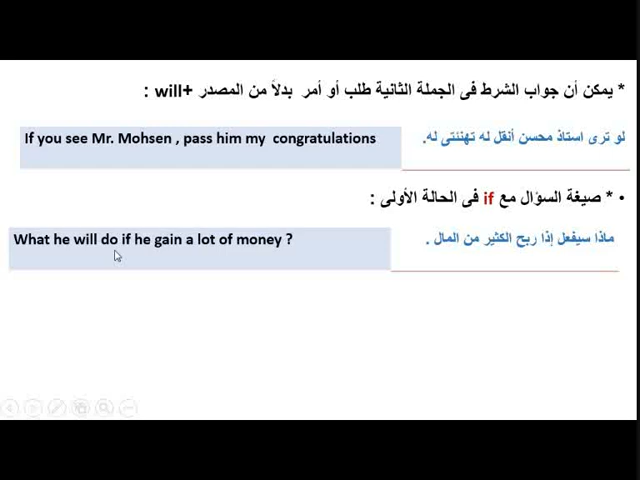 * يمكن أن جواب الشرط فى الجملة الثانية طلب أو أمر بدلاً من المصدر +will :
If you see Mr. Mohsen , pass him my congratulations
لو ترى استاذ محسن أنقل له تهنئتى له.
• * صيغة السؤال مع if فى الحالة الأولى :
What he will do if he gain a lot of money ?
ماذا سيفعل إذا ربح الكثير من المال .